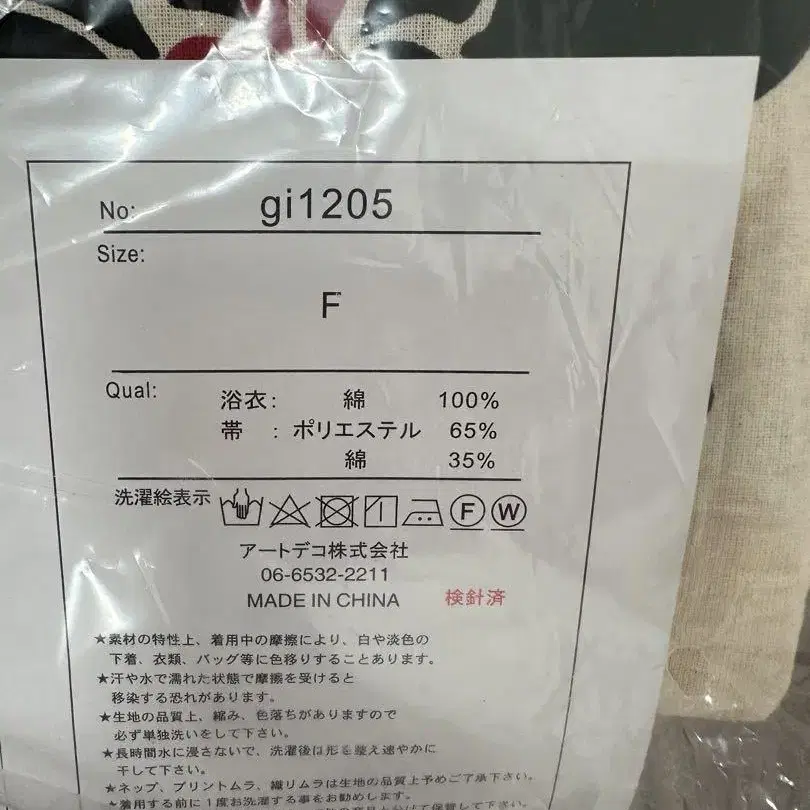 No: gi1205
Size:
F
Qual: 浴衣: 綿 100%
帯 : ポリエステル 65%
綿 35%
洗濯絵表示 F W
アートデコ株式会社
06-6532-2211
MADE IN CHINA 検針済
★素材の特性上、着用中の摩擦により、白や淡色の
下着、衣類、バッグ等に色移りすることあります。
★汗や水で濡れた状態で摩擦を受けると
移染する恐れがあります。
★生地の品質上、縮み、色落ちがありますので
必ず単独洗いをして下さい。
★長時間水に浸さないで、洗濯後は形を整え速やかに
干して下さい。
★ネップ、プリントムラ、織りムラは生地の品質上予めご了承下さい。
★着用する前に1度お洗濯する事をお勧めします。
保管して下さい。